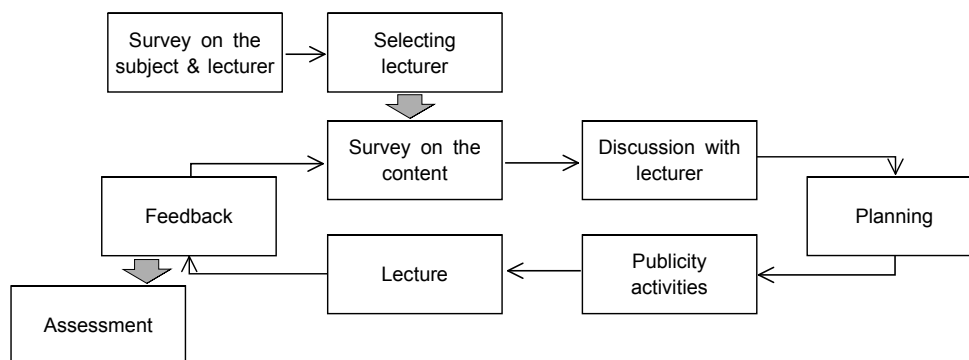 Survey on the
subject & lecturer
Selecting
lecturer
Survey on the
content
Discussion with
lecturer
Feedback
Planning
Lecture
Publicity
activities
Assessment